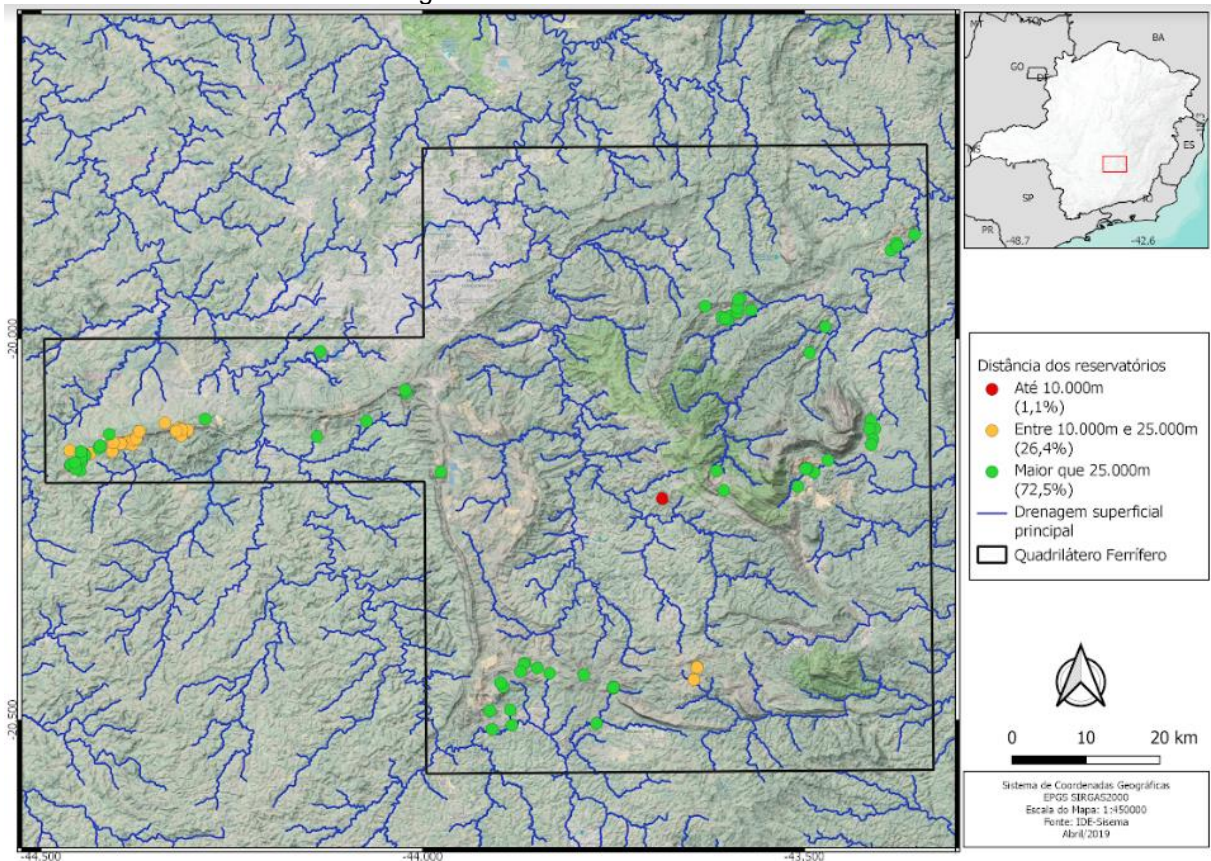 -20.000
-20.500
-44.500
-44.000
-43.500
MT
BA
GO
DF
MS
ES
SP
RJ
PR
-18.3
-48.7
-42.6
Distância dos reservatórios
Até 10.000m
(1,1%)
Entre 10.000m e 25.000m
(26,4%)
Maior que 25.000m
(72,5%)
Drenagem superficial
principal
Quadrilátero Ferrífero
0 10 20 km
Sistema de Coordenadas Geográficas
EPGS SIRGAS2000
Escala do Mapa: 1:450000
Fonte: IDE-Sisema
Abril/2019